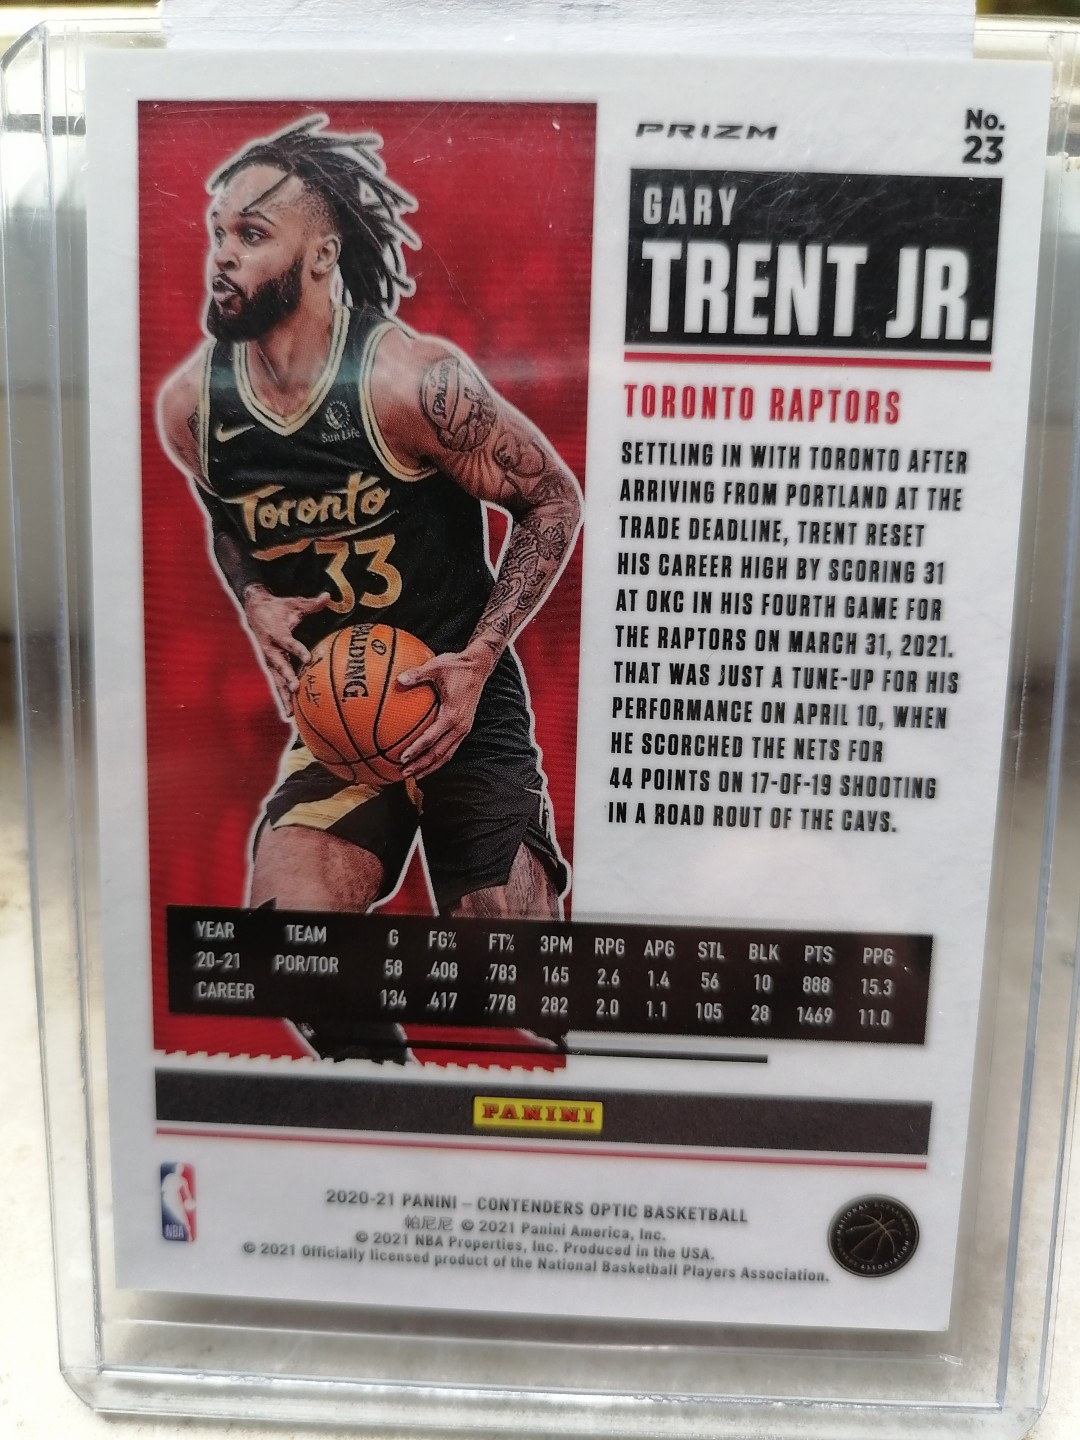 PRIZM
No.
23
GARY
TRENT JR.
TORONTO RAPTORS
SETTLING IN WITH TORONTO AFTER
ARRIVING FROM PORTLAND AT THE
TRADE DEADLINE, TRENT RESET
HIS CAREER HIGH BY SCORING 31
AT OKC IN HIS FOURTH GAME FOR
THE RAPTORS ON MARCH 31, 2021.
THAT WAS JUST A TUNE-UP FOR HIS
PERFORMANCE ON APRIL 10, WHEN
HE SCORCHED THE NETS FOR
44 POINTS ON 17-OF-19 SHOOTING
IN A ROAD ROUT OF THE CAVS.
Sun Life
Toronto
33
SPALDING
SPALDING
YEAR TEAM G FG% FT% 3PM RPG APG STL BLK PTS PPG
20-21 POR/TOR 58 .408 .783 165 2.6 1.4 56 10 888 15.3
CAREER 134 .417 .778 282 2.0 1.1 105 28 1469 11.0
PANINI
NBA
2020-21 PANINI – CONTENDERS OPTIC BASKETBALL
帕尼尼 © 2021 Panini America, Inc.
© 2021 NBA Properties, Inc. Produced in the USA.
© 2021 Officially licensed product of the National Basketball Players Association.